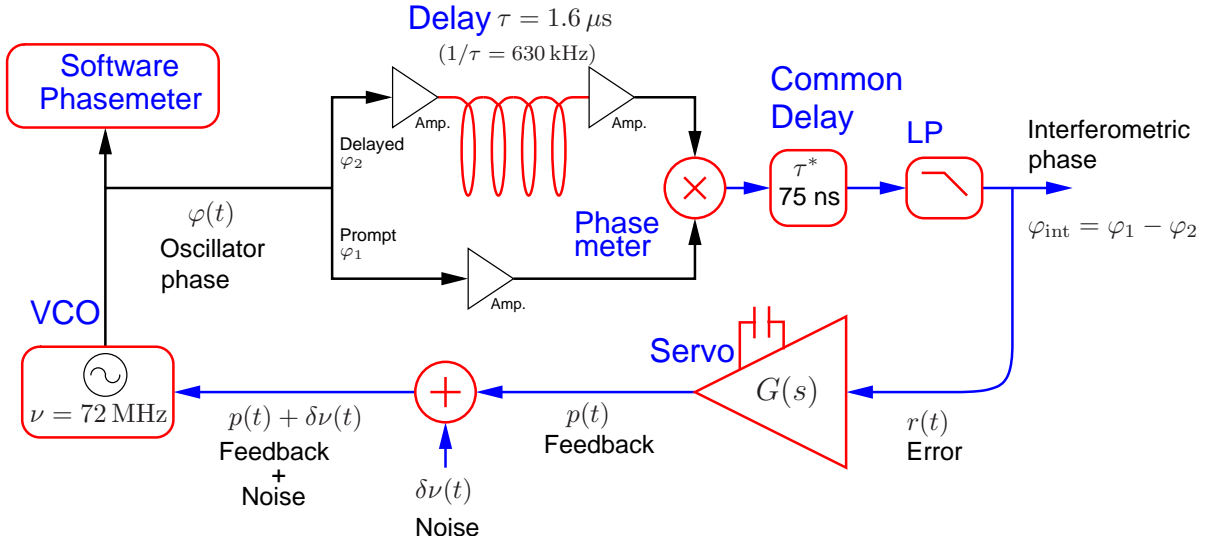 Delay τ = 1.6 μs
(1/τ = 630 kHz)
Software
Phasemeter
Amp.
Amp.
Common
Delay
LP
Interferometric
phase
Delayed
φ₂
×
τ*
75 ns
φ(t)
Oscillator
phase
Prompt
φ₁
Phase
meter
φ_int = φ₁ − φ₂
Amp.
VCO
Servo
ν = 72 MHz
+
G(s)
p(t) + δν(t)
Feedback
+
Noise
p(t)
Feedback
r(t)
Error
δν(t)
Noise